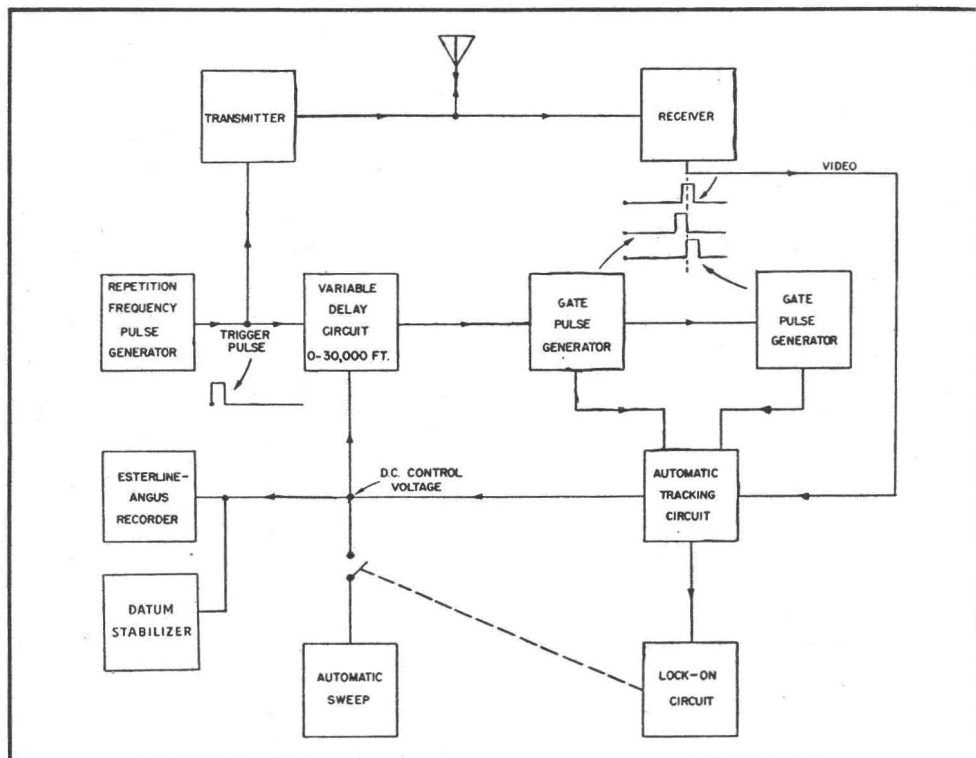 TRANSMITTER
RECEIVER
VIDEO
REPETITION
FREQUENCY
PULSE
GENERATOR
TRIGGER
PULSE
VARIABLE
DELAY
CIRCUIT
0-30,000 FT.
GATE
PULSE
GENERATOR
GATE
PULSE
GENERATOR
ESTERLINE-
ANGUS
RECORDER
D.C. CONTROL
VOLTAGE
AUTOMATIC
TRACKING
CIRCUIT
DATUM
STABILIZER
AUTOMATIC
SWEEP
LOCK-ON
CIRCUIT